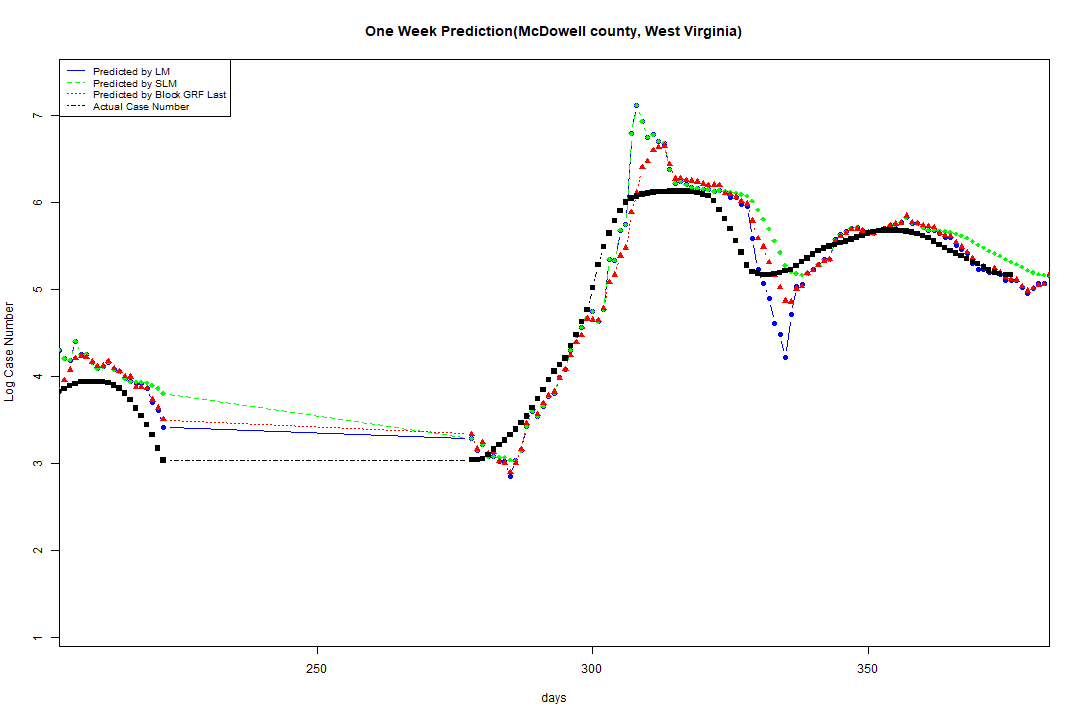 One Week Prediction(McDowell county, West Virginia)
Predicted by LM
Predicted by SLM
Predicted by Block GRF Last
Actual Case Number
7
6
5
4
3
2
1
Log Case Number
250 300 350
days